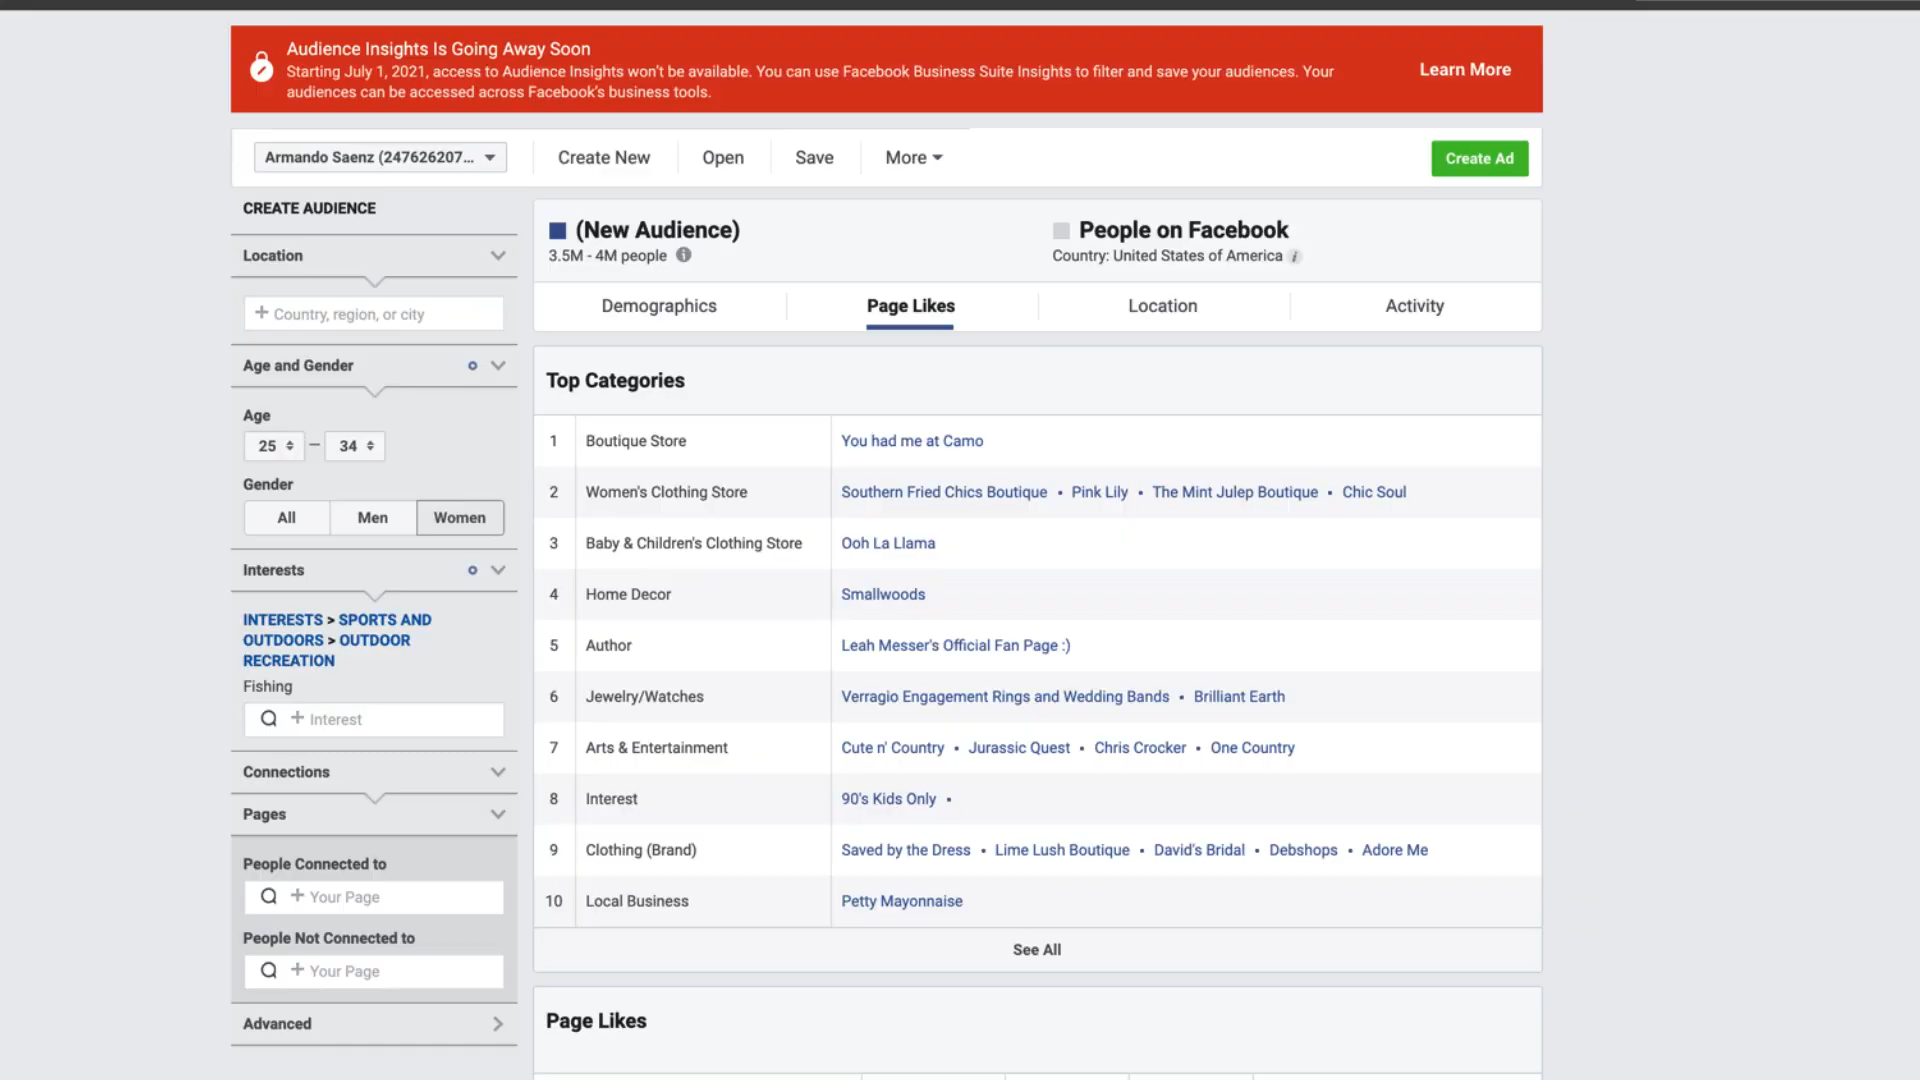 Audience Insights Is Going Away Soon
Starting July 1, 2021, access to Audience Insights won't be available. You can use Facebook Business Suite Insights to filter and save your audiences. Your
audiences can be accessed across Facebook's business tools.
Learn More
Armando Saenz (247626207...
Create New
Open
Save
More
Create Ad
CREATE AUDIENCE
Location
+ Country, region, or city
Age and Gender
Age
25 – 34
Gender
All
Men
Women
Interests
INTERESTS > SPORTS AND
OUTDOORS > OUTDOOR
RECREATION
Fishing
+ Interest
Connections
Pages
People Connected to
+ Your Page
People Not Connected to
+ Your Page
Advanced
(New Audience)
3.5M - 4M people
People on Facebook
Country: United States of America
Demographics
Page Likes
Location
Activity
Top Categories
1 Boutique Store You had me at Camo
2 Women's Clothing Store Southern Fried Chics Boutique • Pink Lily • The Mint Julep Boutique • Chic Soul
3 Baby & Children's Clothing Store Ooh La Llama
4 Home Decor Smallwoods
5 Author Leah Messer's Official Fan Page :)
6 Jewelry/Watches Verragio Engagement Rings and Wedding Bands • Brilliant Earth
7 Arts & Entertainment Cute n' Country • Jurassic Quest • Chris Crocker • One Country
8 Interest 90's Kids Only •
9 Clothing (Brand) Saved by the Dress • Lime Lush Boutique • David's Bridal • Debshops • Adore Me
10 Local Business Petty Mayonnaise
See All
Page Likes